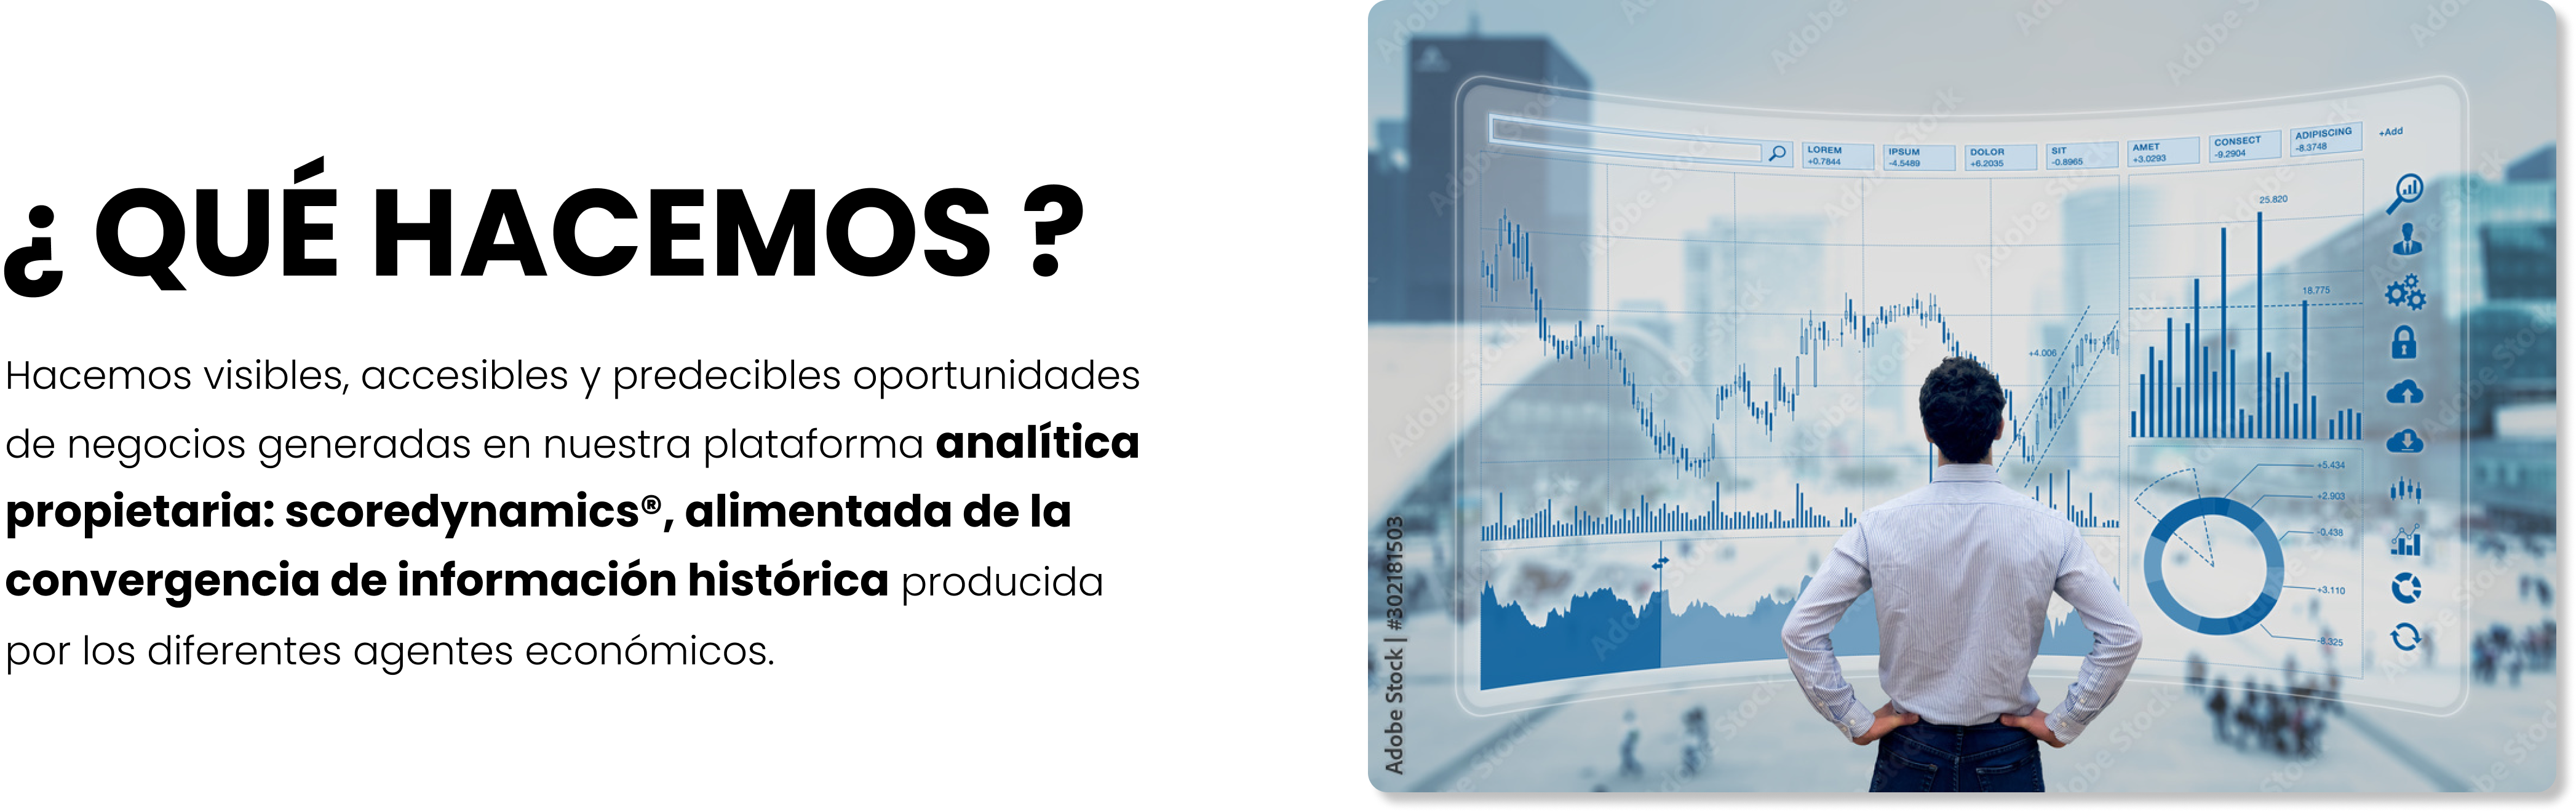 ¿ QUÉ HACEMOS ?
Hacemos visibles, accesibles y predecibles oportunidades
de negocios generadas en nuestra plataforma analítica
propietaria: scoredynamics®, alimentada de la
convergencia de información histórica producida
por los diferentes agentes económicos.
LOREM
+0.7844
IPSUM
-4.5489
DOLOR
+6.2035
SIT
-0.8965
AMET
+3.0293
CONSECT
-9.2904
ADIPISCING
-8.3748
+Add
25.820
18.775
+4.006
+5.434
+2.903
-0.438
+3.110
-8.325
Adobe Stock | #302181503
Adobe Stock